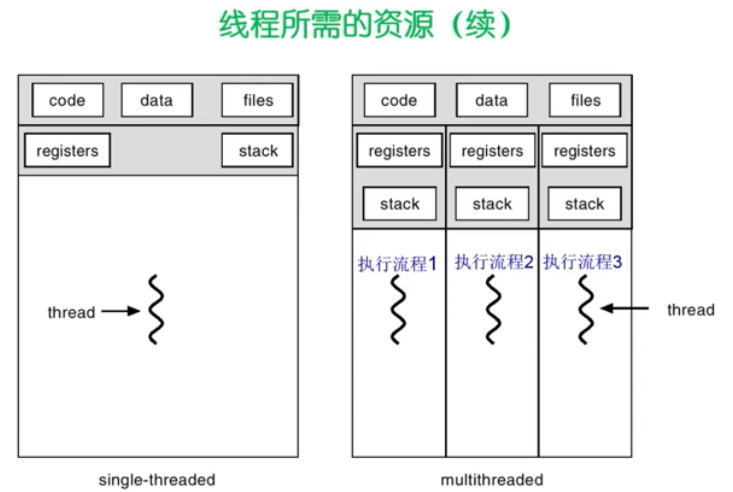 线程所需的资源（续）
code data files
registers stack
thread
single-threaded
code data files
registers registers registers
stack stack stack
执行流程1 执行流程2 执行流程3
thread
multithreaded